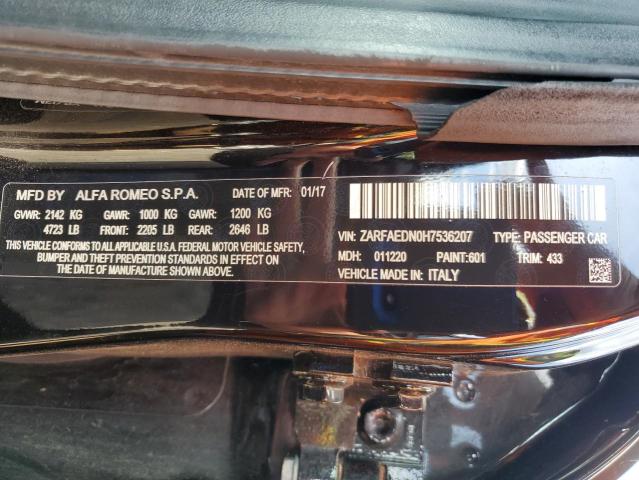 MFD BY ALFA ROMEO S.P.A. DATE OF MFR: 01/17
GVWR: 2142 KG GAWR: 1000 KG GAWR: 1200 KG
4723 LB FRONT: 2205 LB REAR: 2646 LB
THIS VEHICLE CONFORMS TO ALL APPLICABLE U.S.A. FEDERAL MOTOR VEHICLE SAFETY,
BUMPER AND THEFT PREVENTION STANDARDS IN EFFECT ON THE DATE OF MANUFACTURE SHOWN ABOVE.
VIN: ZARFAEDN0H7536207 TYPE: PASSENGER CAR
MDH: 011220 PAINT:601 TRIM: 433
VEHICLE MADE IN: ITALY